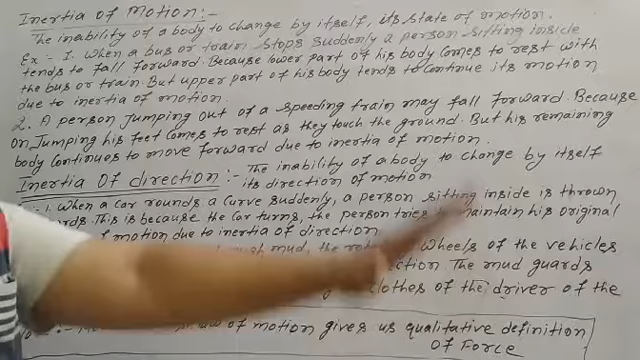 Inertia of Motion:-
The inability of a body to change by itself, its state of motion.
Ex:- 1. When a bus or train stops suddenly a person sitting inside
tends to fall forward. Because lower part of his body comes to rest with
the bus or train. But upper part of his body tends to continue its motion
due to inertia of motion.
2. A person jumping out of a speeding train may fall forward. Because
on Jumping his feet comes to rest as they touch the ground. But his remaining
body continues to move forward due to inertia of motion.
Inertia Of direction :- The inability of a body to change by itself
its direction of motion
1. When a car rounds a curve suddenly, a person sitting inside is thrown
This is because the car turns, the person tries to maintain his original
of motion due to inertia of direction
mud, the wheels of the vehicles
The mud guards
clothes of the driver of the
law of motion gives us qualitative definition
Of Force